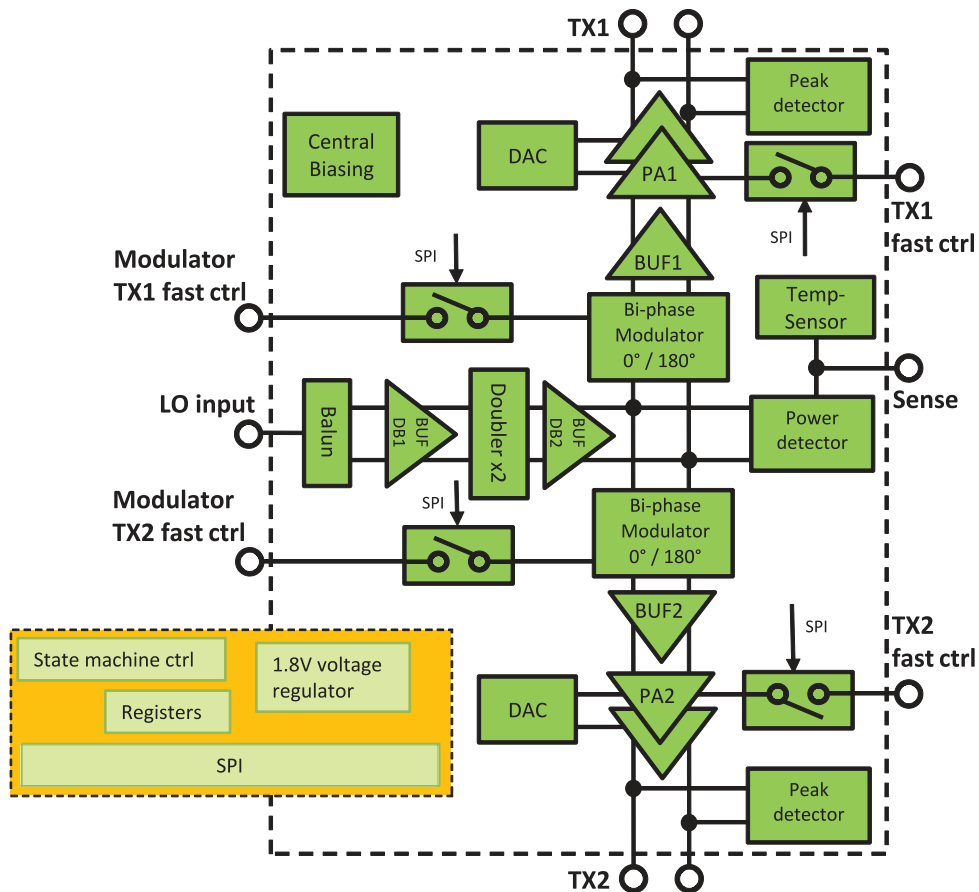 TX1
Peak
detector
Central
Biasing
DAC
PA1
TX1
fast ctrl
SPI
BUF1
Modulator
TX1 fast ctrl
SPI
Bi-phase
Modulator
0° / 180°
Temp-
Sensor
LO input
Balun
BUF
DB1
Doubler x2
BUF
DB2
Power
detector
Sense
Modulator
TX2 fast ctrl
SPI
Bi-phase
Modulator
0° / 180°
BUF2
SPI
TX2
fast ctrl
State machine ctrl
1.8V voltage
regulator
Registers
SPI
DAC
PA2
Peak
detector
TX2